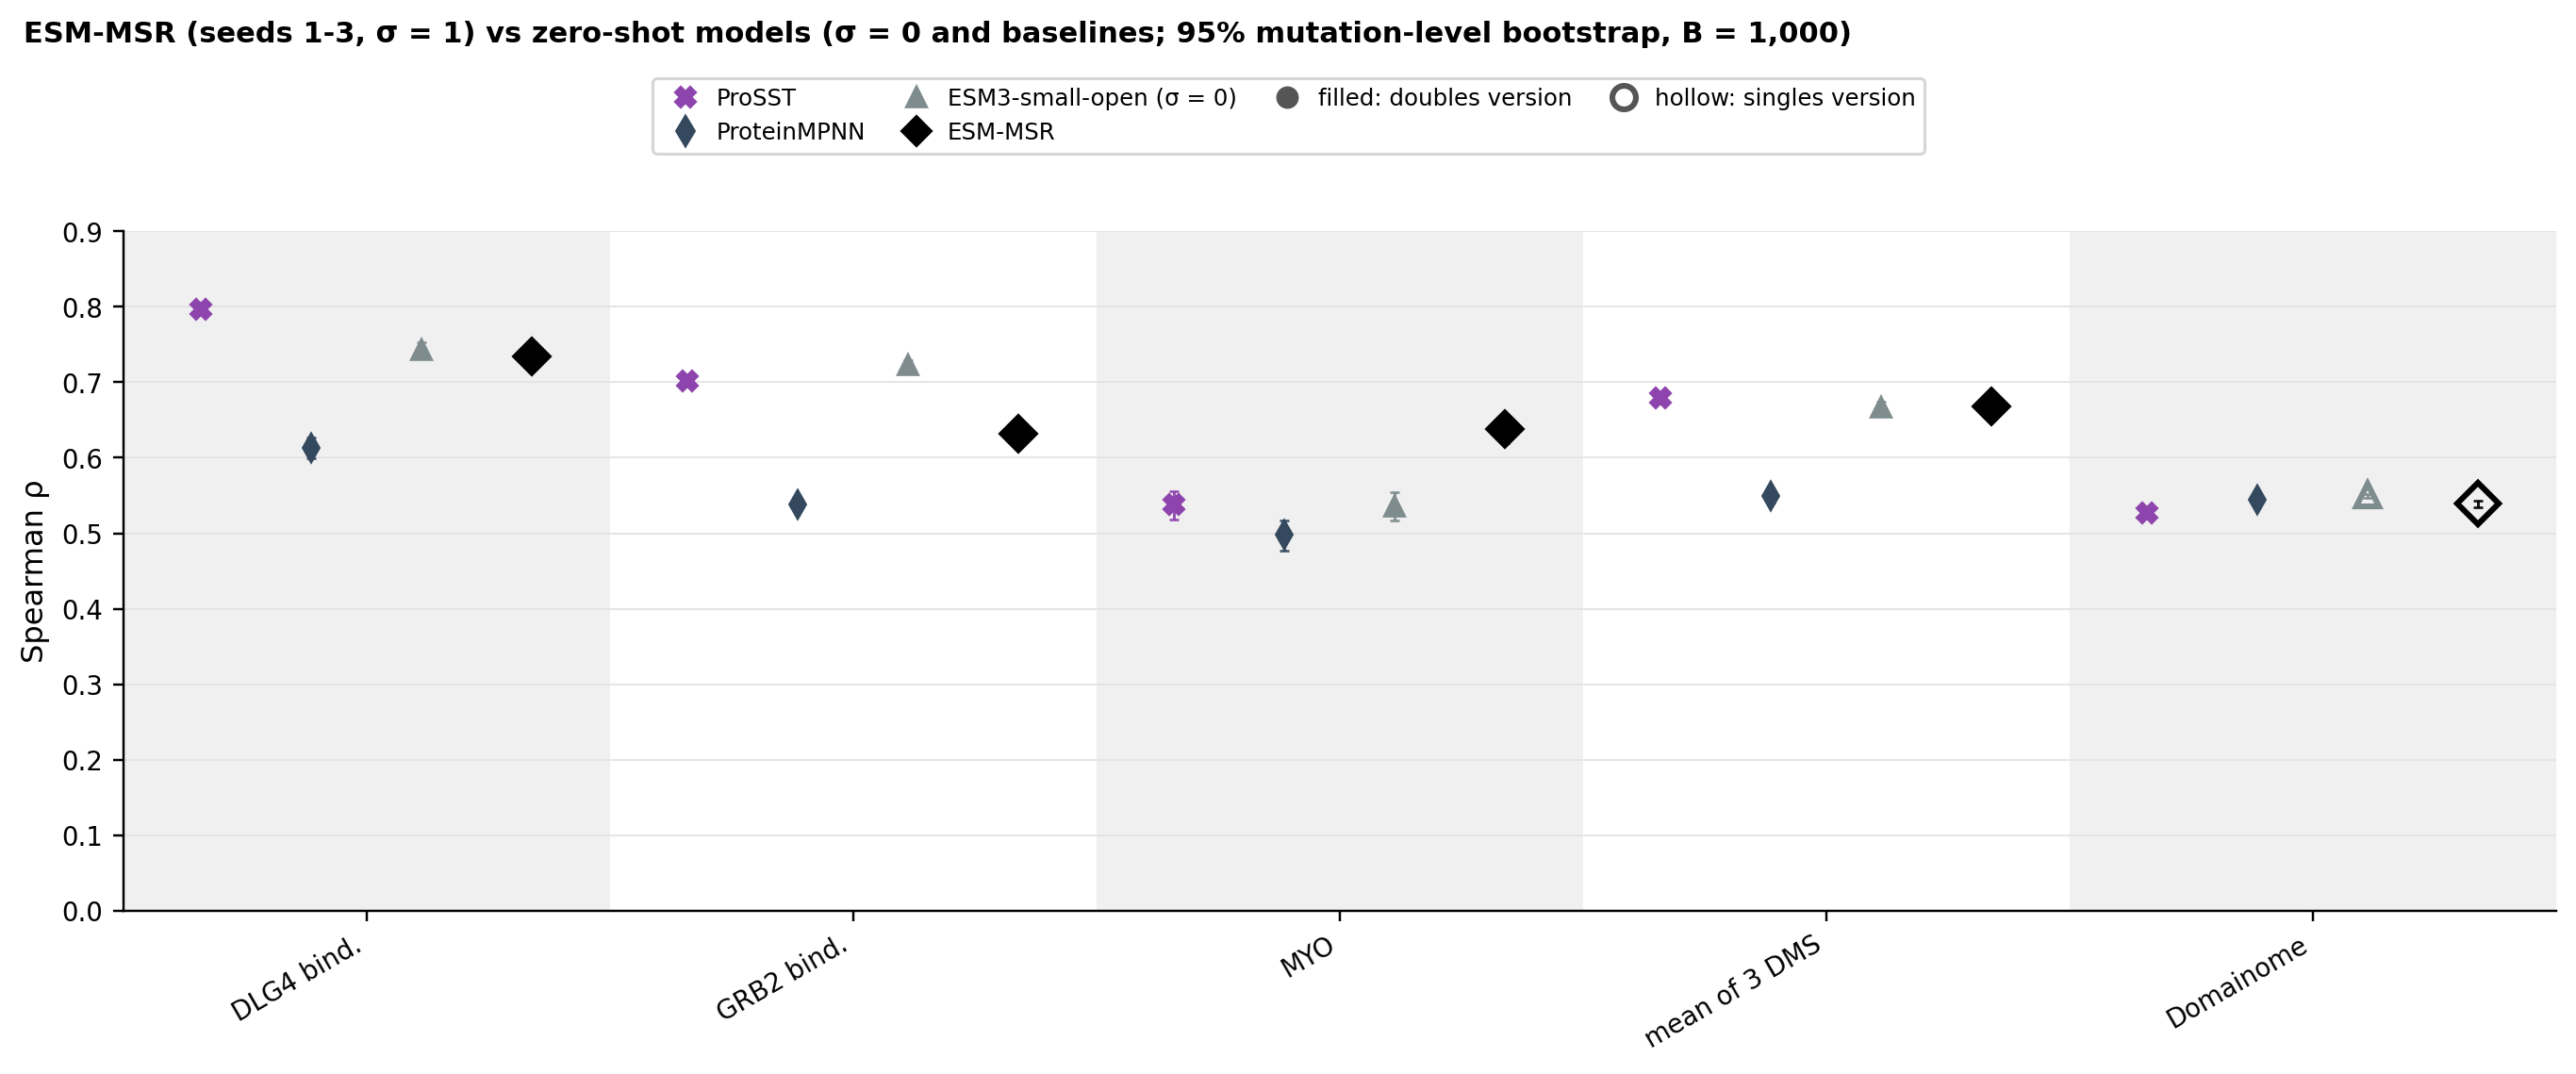 ESM-MSR (seeds 1-3, σ = 1) vs zero-shot models (σ = 0 and baselines; 95% mutation-level bootstrap, B = 1,000)
ProSST
ProteinMPNN
ESM3-small-open (σ = 0)
ESM-MSR
filled: doubles version
hollow: singles version
Spearman ρ
0.9
0.8
0.7
0.6
0.5
0.4
0.3
0.2
0.1
0.0
DLG4 bind.
GRB2 bind.
MYO
mean of 3 DMS
Domainome